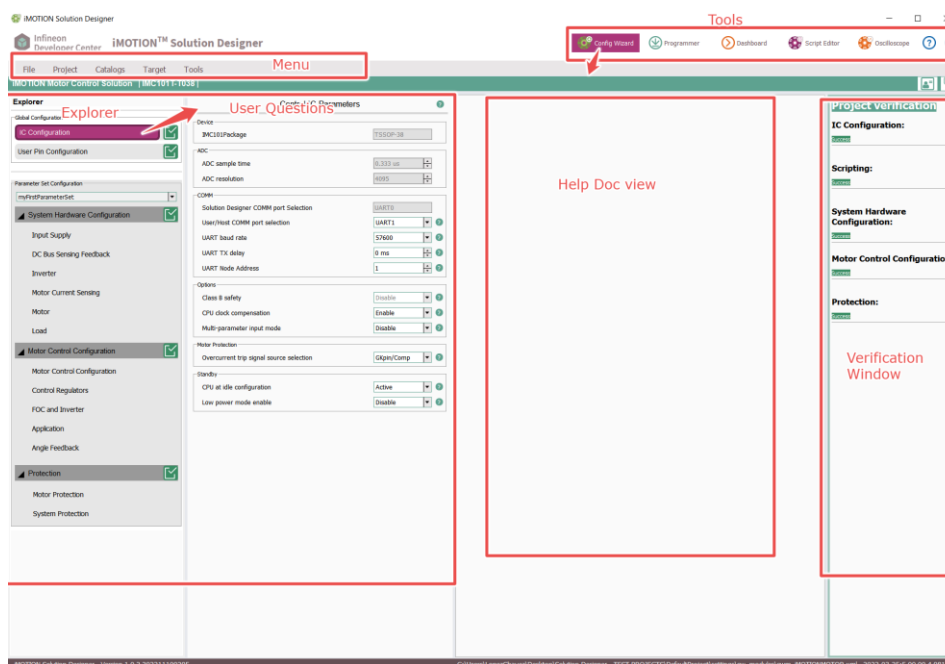 iMOTION Solution Designer
Infineon
Developer Center
iMOTION™ Solution Designer
Tools
Config Wizard
Programmer
Dashboard
Script Editor
Oscilloscope
?
File Project Catalogs Target Tools
Menu
iMOTION Motor Control Solution [IMC101T-T038]
Explorer
Explorer
Global Configuration
IC Configuration
User Pin Configuration
Parameter Set Configuration
myFirstParameterSet
System Hardware Configuration
Input Supply
DC Bus Sensing Feedback
Inverter
Motor Current Sensing
Motor
Load
Motor Control Configuration
Motor Control Configuration
Control Regulators
FOC and Inverter
Application
Angle Feedback
Protection
Motor Protection
System Protection
User Questions
Parameters
Device
IMC101Package TSSOP-38
ADC
ADC sample time 8.333 us
ADC resolution 4095
COMM
Solution Designer COMM port Selection UART0
User/Host COMM port selection UART1
UART baud rate 57600
UART TX delay 0 ms
UART Node Address 1
Options
Class B safety Disable
CPU clock compensation Enable
Multi-parameter input mode Disable
Motor Protection
Overcurrent trip signal source selection GKpin/Comp
Standby
CPU at idle configuration Active
Low power mode enable Disable
Help Doc view
Project Verification
IC Configuration:
Success
Scripting:
Success
System Hardware
Configuration:
Success
Motor Control Configuratio
Success
Protection:
Success
Verification
Window